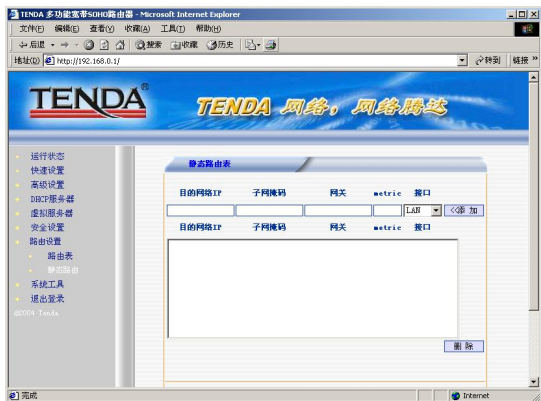 TENDA 多功能宽带SOHO路由器 - Microsoft Internet Explorer
文件(F) 编辑(E) 查看(V) 收藏(A) 工具(T) 帮助(H)
后退 搜索 收藏 历史
地址(D) http://192.168.0.1/ 转到 链接 »
TENDA® TENDA 网络，网络腾达
运行状态
快速设置
高级设置
DHCP服务器
虚拟服务器
安全设置
路由设置
路由表
静态路由
系统工具
退出登录
©2004 Tenda
静态路由表
目的网络IP 子网掩码 网关 metric 接口
LAN <<添 加
目的网络IP 子网掩码 网关 metric 接口
删 除
完成 Internet